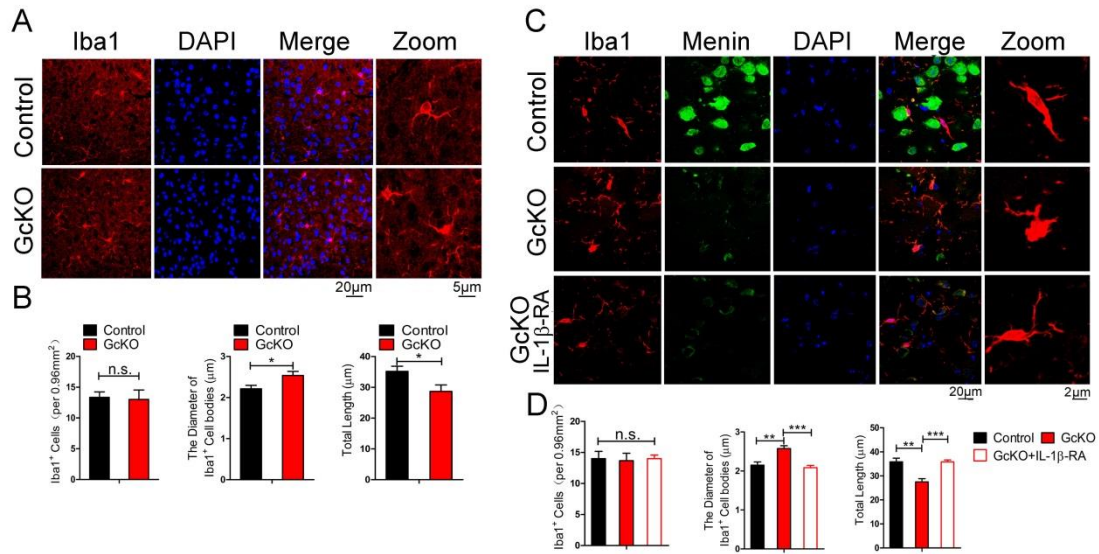 A
Iba1 DAPI Merge Zoom
Control
GcKO
20μm 5μm
B
Control
GcKO
Iba1⁺ Cells (per 0.96mm²)
20
15
10
5
0
n.s.
Control
GcKO
The Diameter of
Iba1⁺ Cell bodies (μm)
3
2
1
0
*
Control
GcKO
Total Length (μm)
40
30
20
10
0
*
C
Iba1 Menin DAPI Merge Zoom
Control
GcKO
GcKO
IL-1β-RA
20μm 2μm
D
Iba1⁺ Cells (per 0.96mm²)
20
15
10
5
0
n.s.
The Diameter of
Iba1⁺ Cell bodies (μm)
3
2
1
0
** ***
Total Length (μm)
50
40
30
20
10
0
** ***
Control GcKO
GcKO+IL-1β-RA